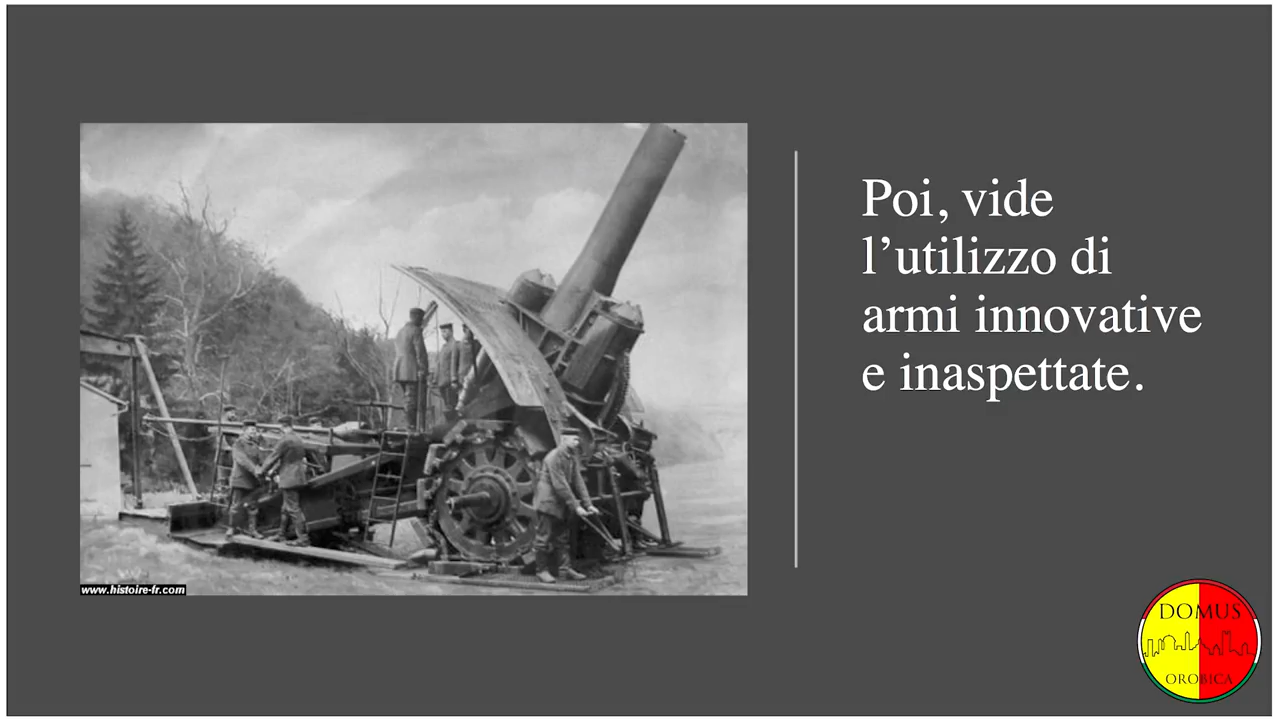 Poi, vide
l’utilizzo di
armi innovative
e inaspettate.
www.histoire-fr.com
DOMUS
OROBICA